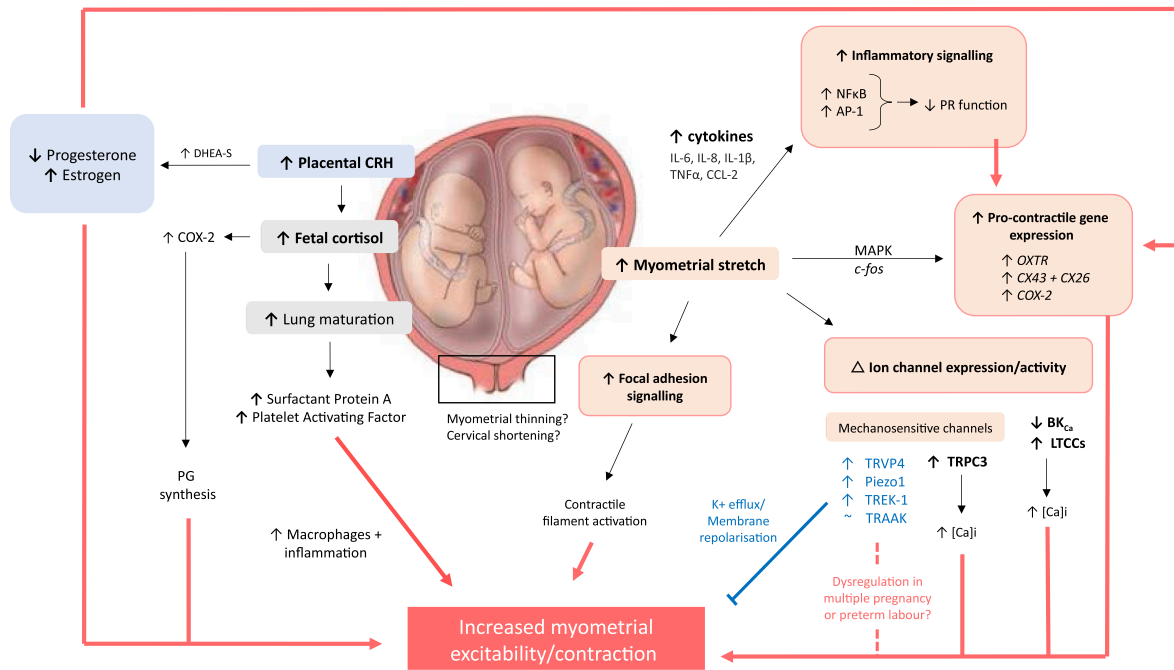 ↑ Inflammatory signalling
↑ NFκB
↑ AP-1
↓ PR function
↑ cytokines
IL-6, IL-8, IL-1β,
TNFα, CCL-2
↓ Progesterone
↑ Estrogen
↑ DHEA-S
↑ Placental CRH
↑ COX-2
↑ Fetal cortisol
↑ Lung maturation
↑ Surfactant Protein A
↑ Platelet Activating Factor
PG
synthesis
↑ Macrophages +
inflammation
Myometrial thinning?
Cervical shortening?
↑ Myometrial stretch
MAPK
c-fos
↑ Pro-contractile gene
expression
↑ OXTR
↑ CX43 + CX26
↑ COX-2
↑ Focal adhesion
signalling
Contractile
filament activation
△ Ion channel expression/activity
Mechanosensitive channels
↑ TRVP4
↑ Piezo1
↑ TREK-1
~ TRAAK
↑ TRPC3
↑ [Ca]i
↓ BKCa
↑ LTCCs
↑ [Ca]i
K+ efflux/
Membrane
repolarisation
Dysregulation in
multiple pregnancy
or preterm labour?
Increased myometrial
excitability/contraction